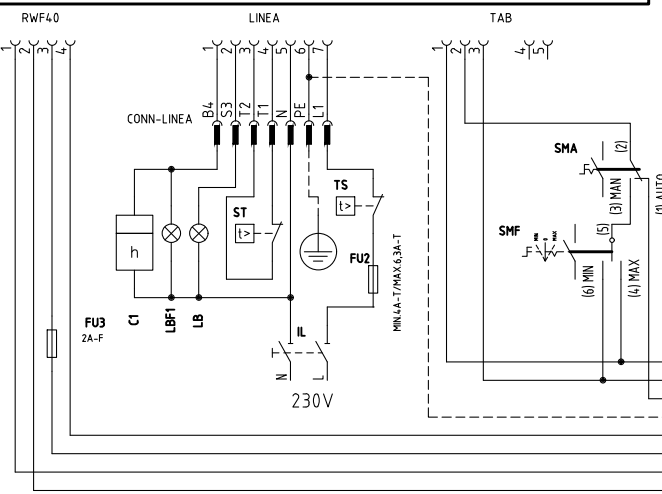 RWF40 LINEA TAB
1 2 3 4 1 2 3 4 5 6 7 1 2 3 4 5
CONN-LINEA B4 S3 T2 T1 N PE L1
SMA (2)
ST TS (3) MAN (1) AUTO
h SMF MIN 0 MAX (5)
t> t>
FU2 (6) MIN (4) MAX
MIN.4A-T/MAX.6,3A-T
FU3 C1 LBF1 LB IL
2A-F
N L
230V